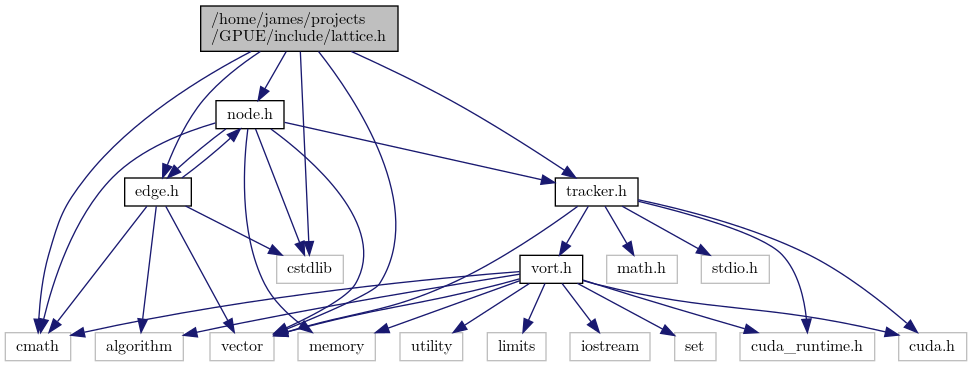 /home/james/projects
/GPUE/include/lattice.h
node.h
edge.h
tracker.h
cstdlib
vort.h
math.h
stdio.h
cmath
algorithm
vector
memory
utility
limits
iostream
set
cuda_runtime.h
cuda.h